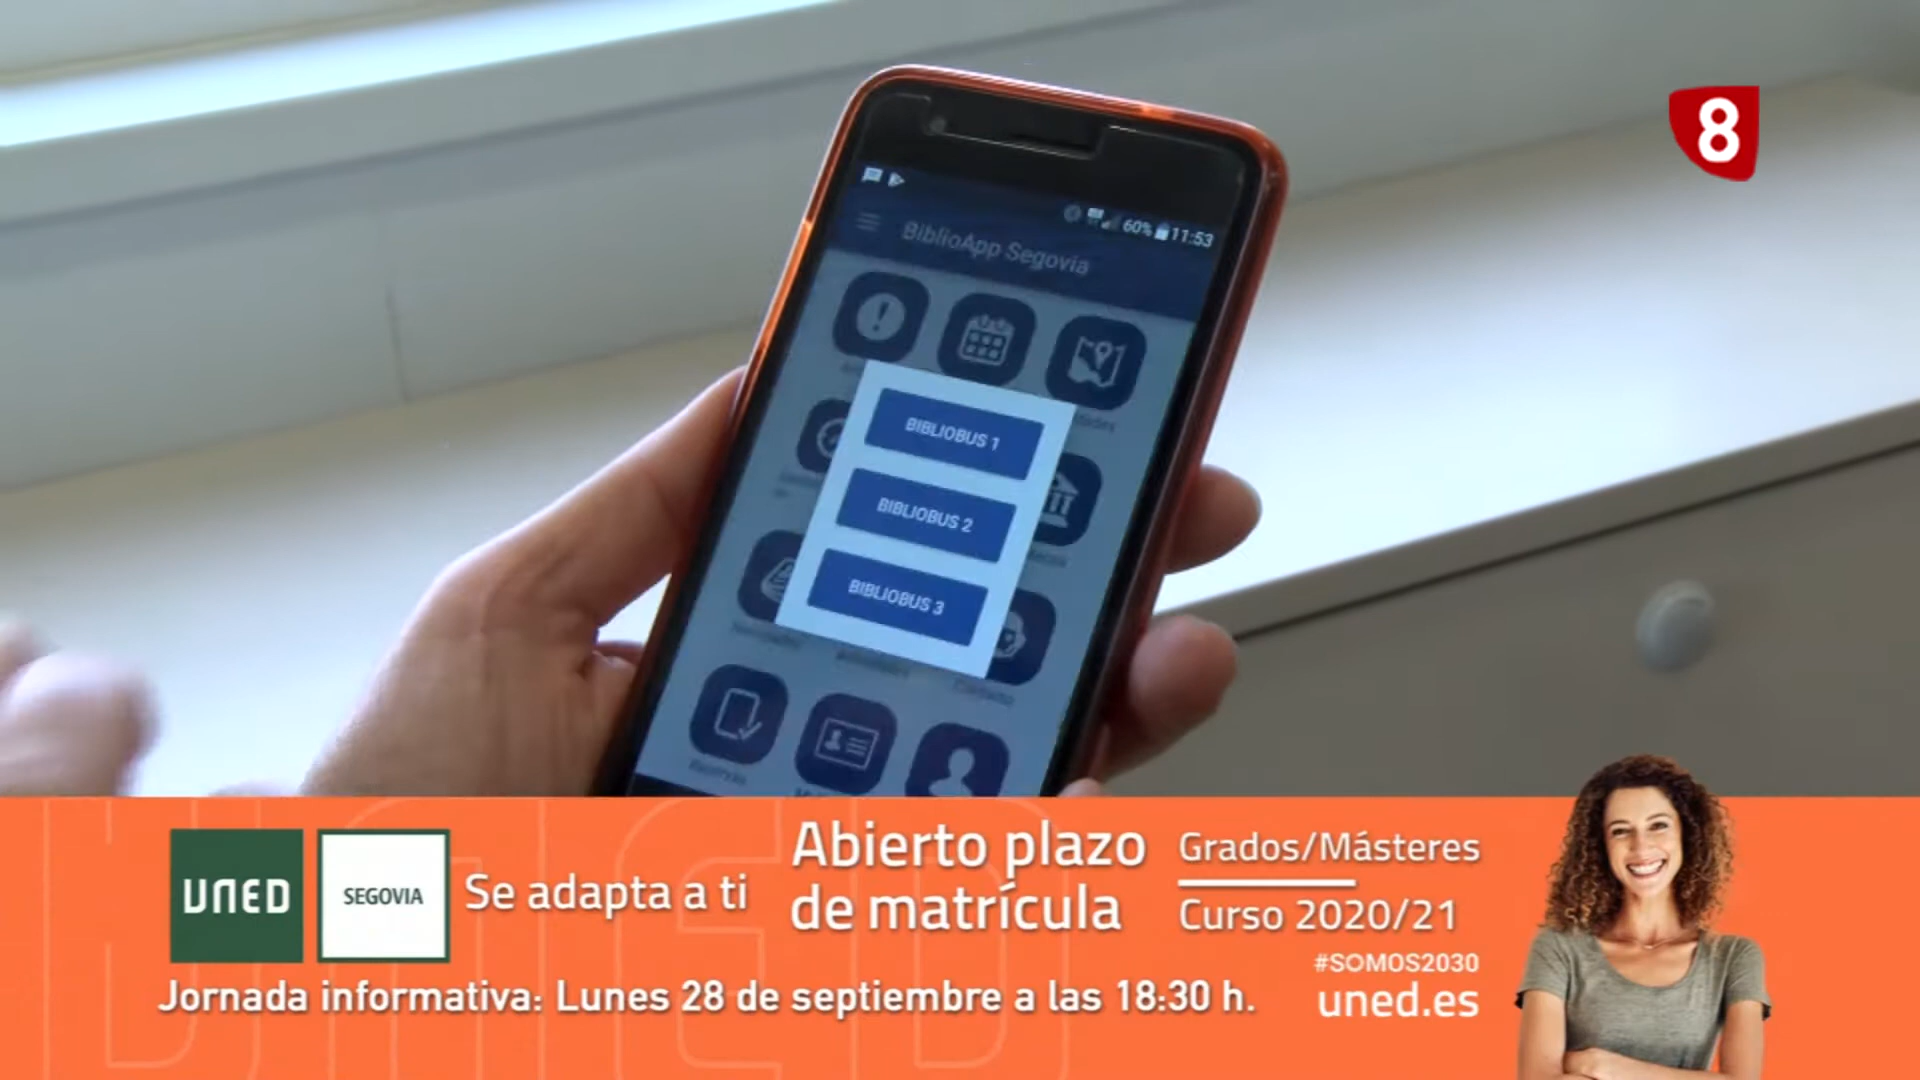 8
60% 11:53
BiblioApp Segovia
BIBLIOBUS 1
BIBLIOBUS 2
BIBLIOBUS 3
UNED
SEGOVIA
Se adapta a ti
Abierto plazo
de matrícula
Grados/Másteres
Curso 2020/21
#SOMOS2030
uned.es
Jornada informativa: Lunes 28 de septiembre a las 18:30 h.